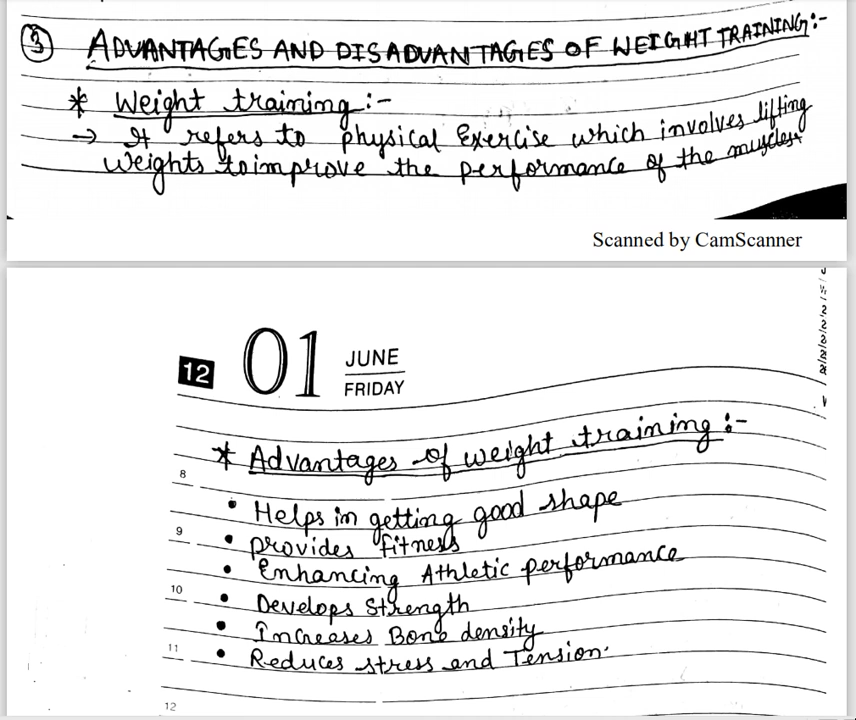 ③ ADVANTAGES AND DISADVANTAGES OF WEIGHT TRAINING:-
* Weight training:-
→ It refers to physical Exercise which involves lifting
weights to improve the performance of the muscles.
Scanned by CamScanner
12 01 JUNE
FRIDAY
* Advantages of weight training:-
8
• Helps in getting good shape
9
• provides fitness
• Enhancing Athletic performance
10
• Develops Strength
• Increases Bone density
11
• Reduces stress and Tension.
12